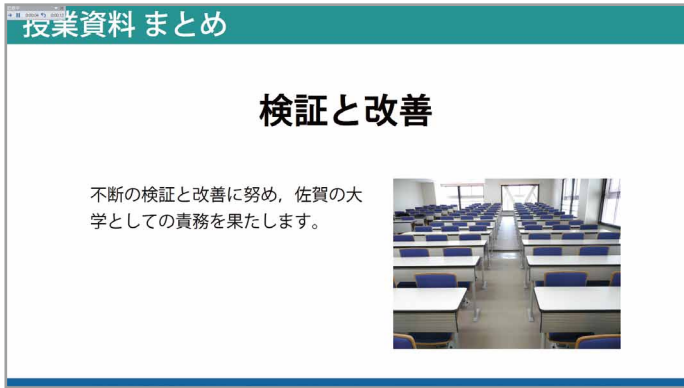 授業資料 まとめ
検証と改善
不断の検証と改善に努め，佐賀の大
学としての責務を果たします。